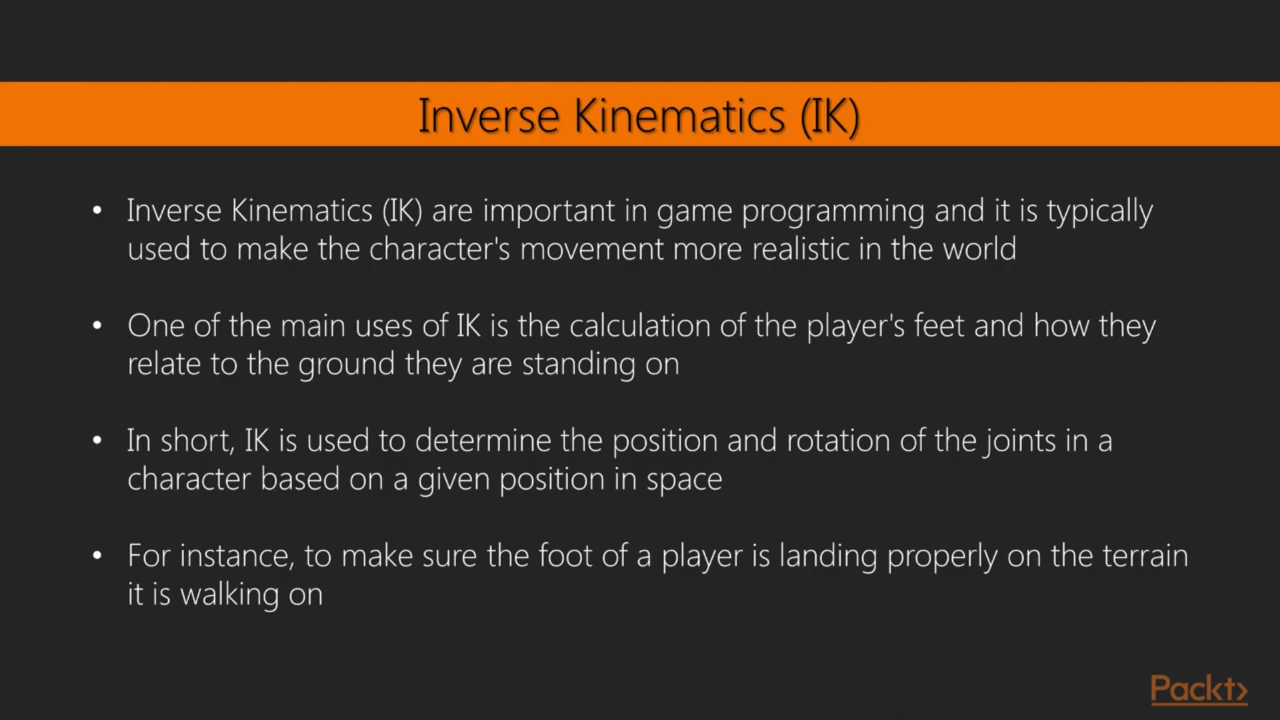 Inverse Kinematics (IK)
• Inverse Kinematics (IK) are important in game programming and it is typically
used to make the character's movement more realistic in the world
• One of the main uses of IK is the calculation of the player's feet and how they
relate to the ground they are standing on
• In short, IK is used to determine the position and rotation of the joints in a
character based on a given position in space
• For instance, to make sure the foot of a player is landing properly on the terrain
it is walking on
Packt>